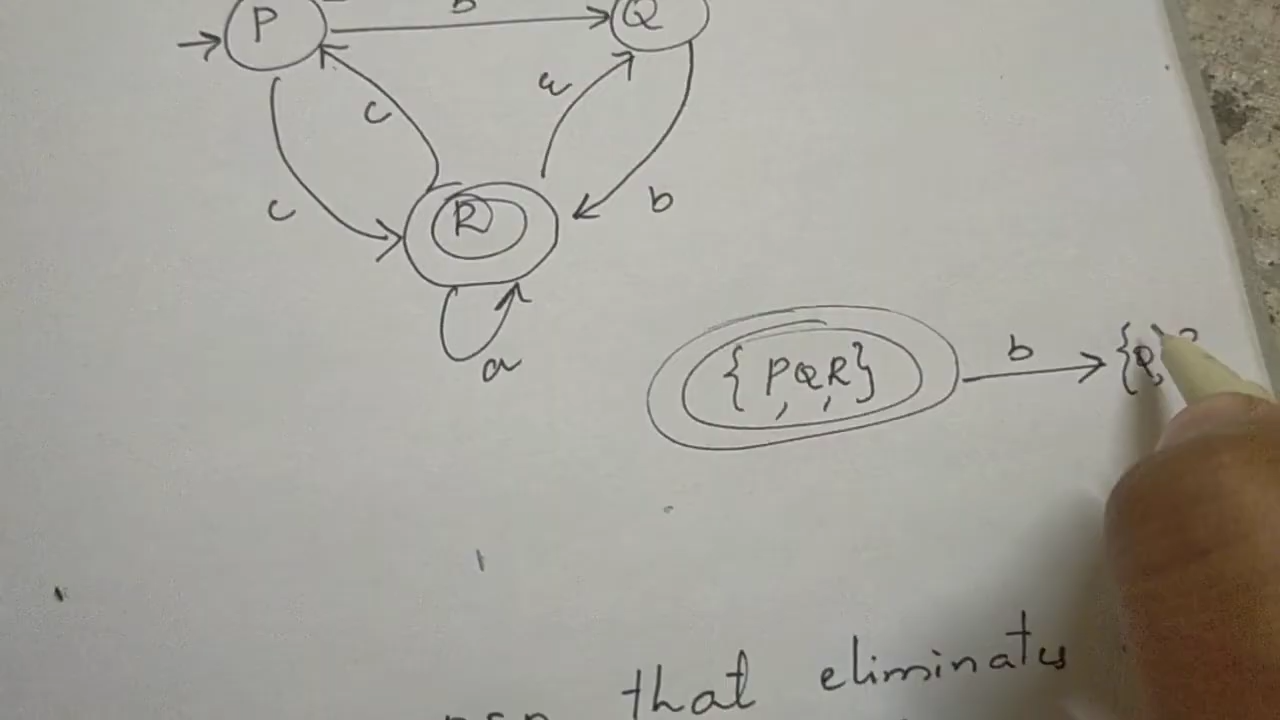 P b Q
c a
c b
R
a
{ P, Q, R } b {Q,
that eliminates